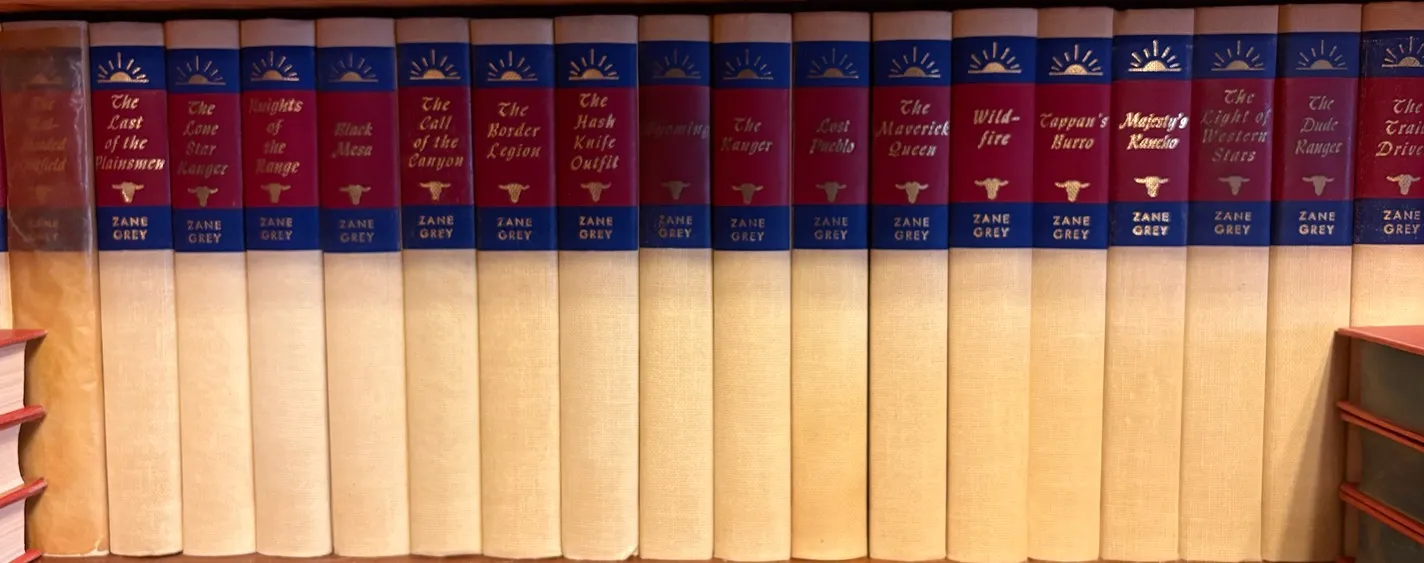 The
Last
of the
Plainsmen
ZANE
GREY
The
Lone
Star
Ranger
ZANE
GREY
Knights
of
the
Range
ZANE
GREY
Black
Mesa
ZANE
GREY
The
Call
of the
Canyon
ZANE
GREY
The
Border
Legion
ZANE
GREY
The
Hash
Knife
Outfit
ZANE
GREY
Wyoming
ZANE
GREY
The
Ranger
ZANE
GREY
Lost
Pueblo
ZANE
GREY
The
Maverick
Queen
ZANE
GREY
Wild-
fire
ZANE
GREY
Tappan's
Burro
ZANE
GREY
Majesty's
Rancho
ZANE
GREY
The
Light of
Western
Stars
ZANE
GREY
The
Dude
Ranger
ZANE
GREY
The
Trail
Drive
ZANE
GREY